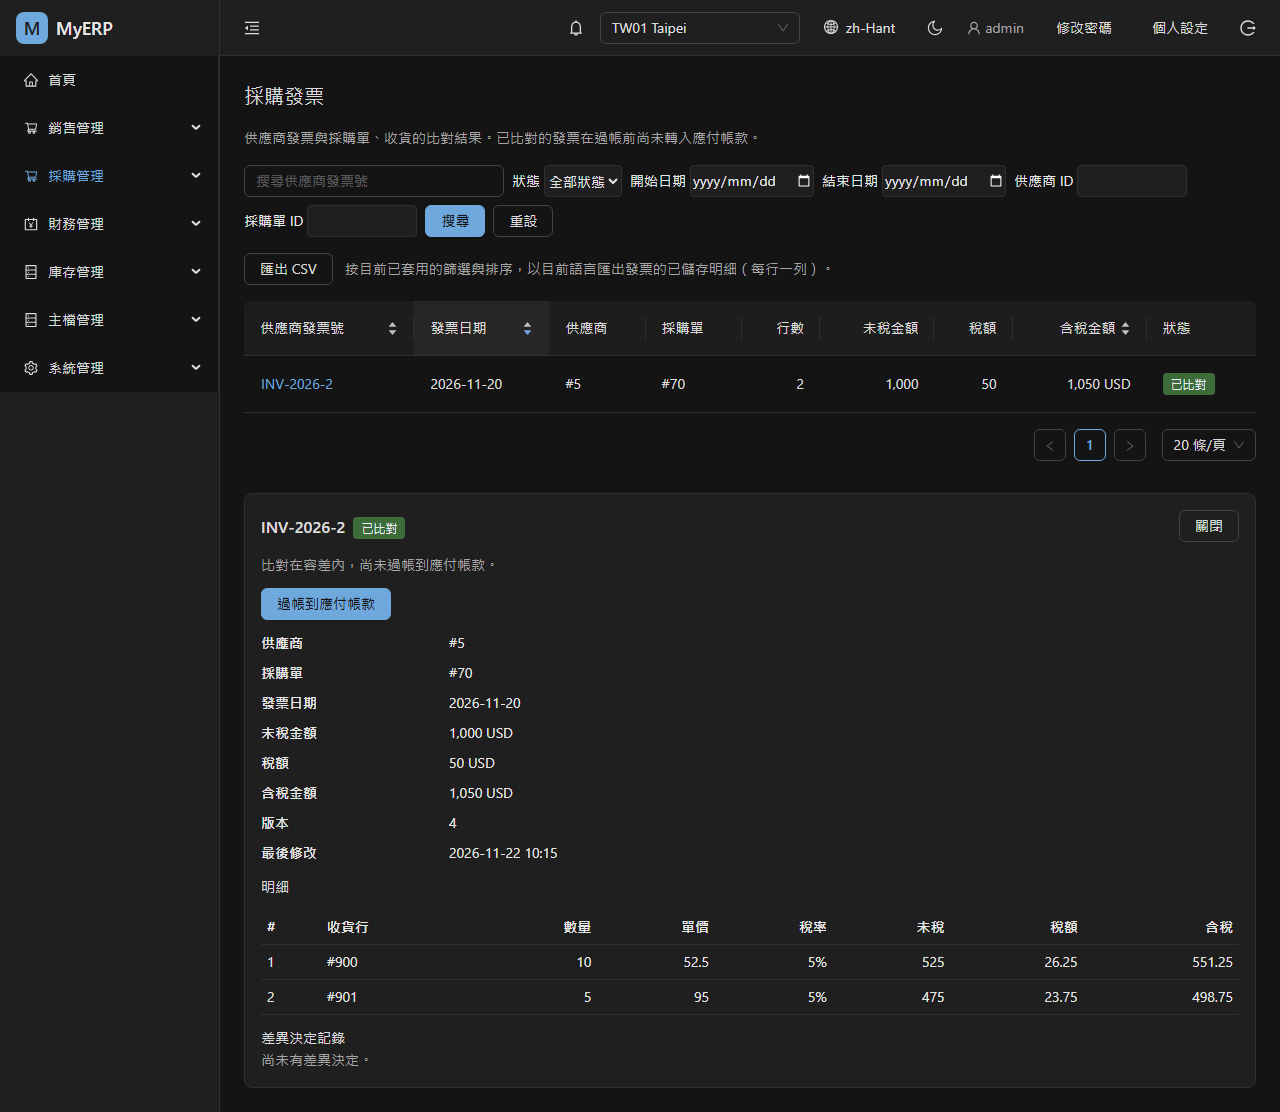 M MyERP
TW01 Taipei
zh-Hant
admin
修改密碼
個人設定
首頁
銷售管理
採購管理
財務管理
庫存管理
主檔管理
系統管理
採購發票
供應商發票與採購單、收貨的比對結果。已比對的發票在過帳前尚未轉入應付帳款。
搜尋供應商發票號 狀態 全部狀態 開始日期 yyyy/mm/dd 結束日期 yyyy/mm/dd 供應商 ID
採購單 ID 搜尋 重設
匯出 CSV 按目前已套用的篩選與排序，以目前語言匯出發票的已儲存明細（每行一列）。
供應商發票號 發票日期 供應商 採購單 行數 未稅金額 稅額 含稅金額 狀態
INV-2026-2 2026-11-20 #5 #70 2 1,000 50 1,050 USD 已比對
< 1 > 20 條/頁
INV-2026-2 已比對 關閉
比對在容差內，尚未過帳到應付帳款。
過帳到應付帳款
供應商 #5
採購單 #70
發票日期 2026-11-20
未稅金額 1,000 USD
稅額 50 USD
含稅金額 1,050 USD
版本 4
最後修改 2026-11-22 10:15
明細
# 收貨行 數量 單價 稅率 未稅 稅額 含稅
1 #900 10 52.5 5% 525 26.25 551.25
2 #901 5 95 5% 475 23.75 498.75
差異決定記錄
尚未有差異決定。